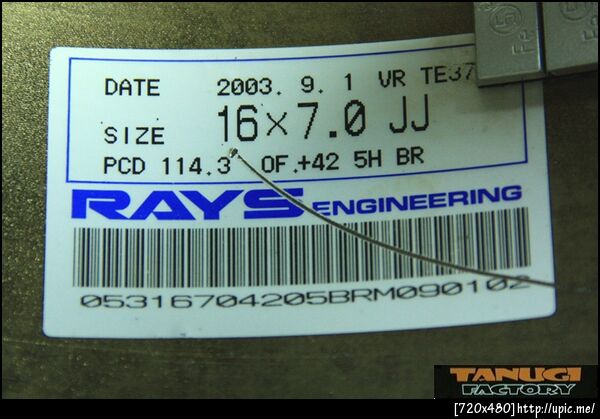 DATE 2003. 9. 1 VR TE37
SIZE 16×7.0 JJ
PCD 114.3 OF.+42 5H BR
RAYS ENGINEERING
05316704205BRM090102
TANUGI
FACTORY
[720x480]http://upic.me/